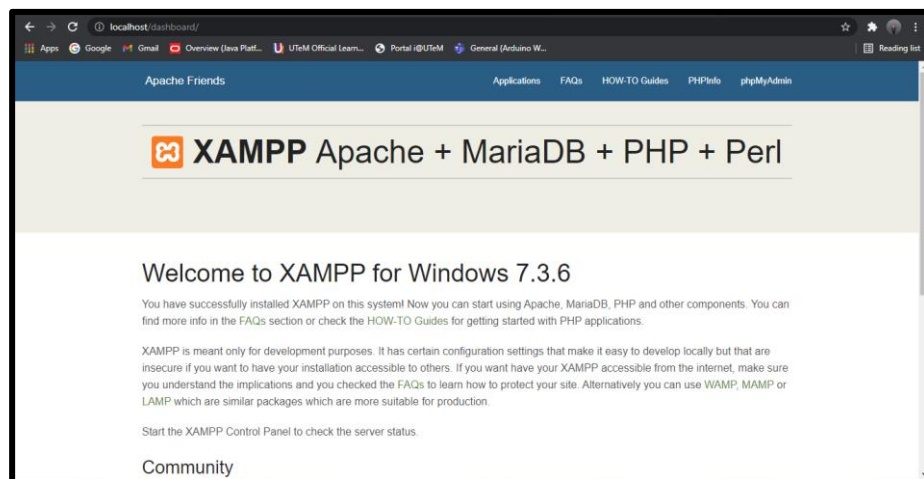 localhost/dashboard/
Apps Google Gmail Overview (Java Platf... UTeM Official Learn... Portal i@UTeM General (Arduino W... Reading list
Apache Friends Applications FAQs HOW-TO Guides PHPInfo phpMyAdmin
XAMPP Apache + MariaDB + PHP + Perl
Welcome to XAMPP for Windows 7.3.6
You have successfully installed XAMPP on this system! Now you can start using Apache, MariaDB, PHP and other components. You can
find more info in the FAQs section or check the HOW-TO Guides for getting started with PHP applications.
XAMPP is meant only for development purposes. It has certain configuration settings that make it easy to develop locally but that are
insecure if you want to have your installation accessible to others. If you want have your XAMPP accessible from the internet, make sure
you understand the implications and you checked the FAQs to learn how to protect your site. Alternatively you can use WAMP, MAMP or
LAMP which are similar packages which are more suitable for production.
Start the XAMPP Control Panel to check the server status.
Community